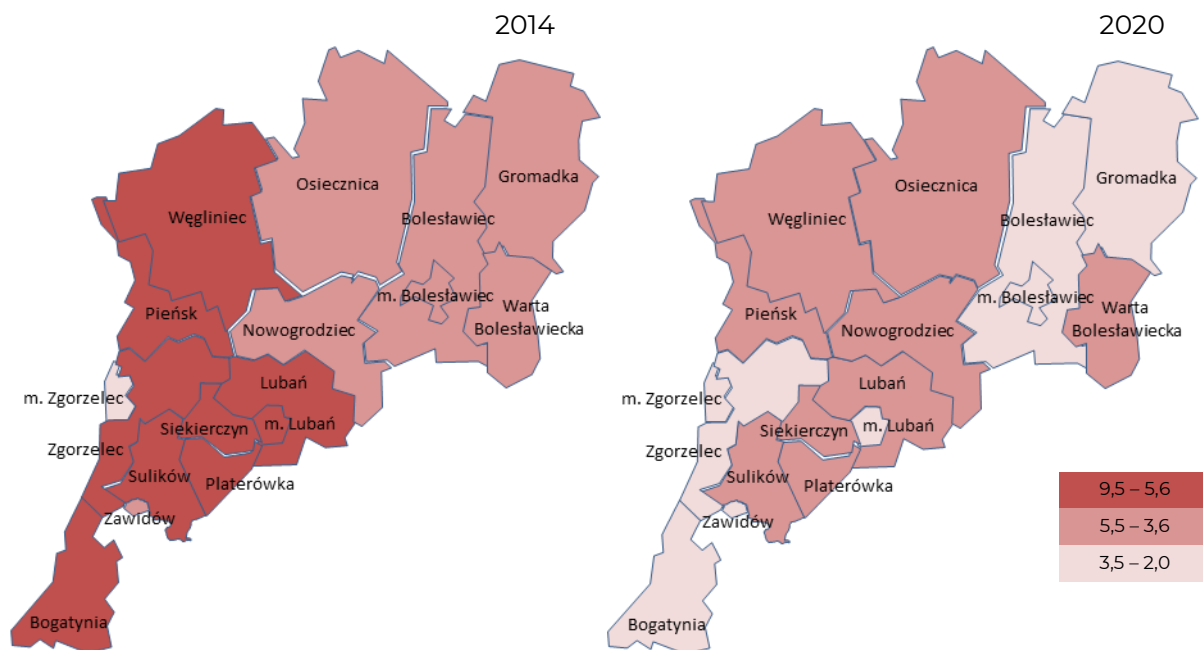 2014
Osiecznica
Gromadka
Węgliniec
Bolesławiec
m. Bolesławiec
Pieńsk
Nowogrodziec
Warta
Bolesławiecka
Lubań
m. Zgorzelec
m. Lubań
Siekierczyn
Zgorzelec
Sulików
Platerówka
Zawidów
Bogatynia
2020
Gromadka
Osiecznica
Węgliniec
Bolesławiec
m. Bolesławiec
Pieńsk
Nowogrodziec
Warta
Bolesławiecka
Lubań
m. Zgorzelec
m. Lubań
Siekierczyn
Zgorzelec
Sulików
Platerówka
Zawidów
Bogatynia
9,5 – 5,6
5,5 – 3,6
3,5 – 2,0